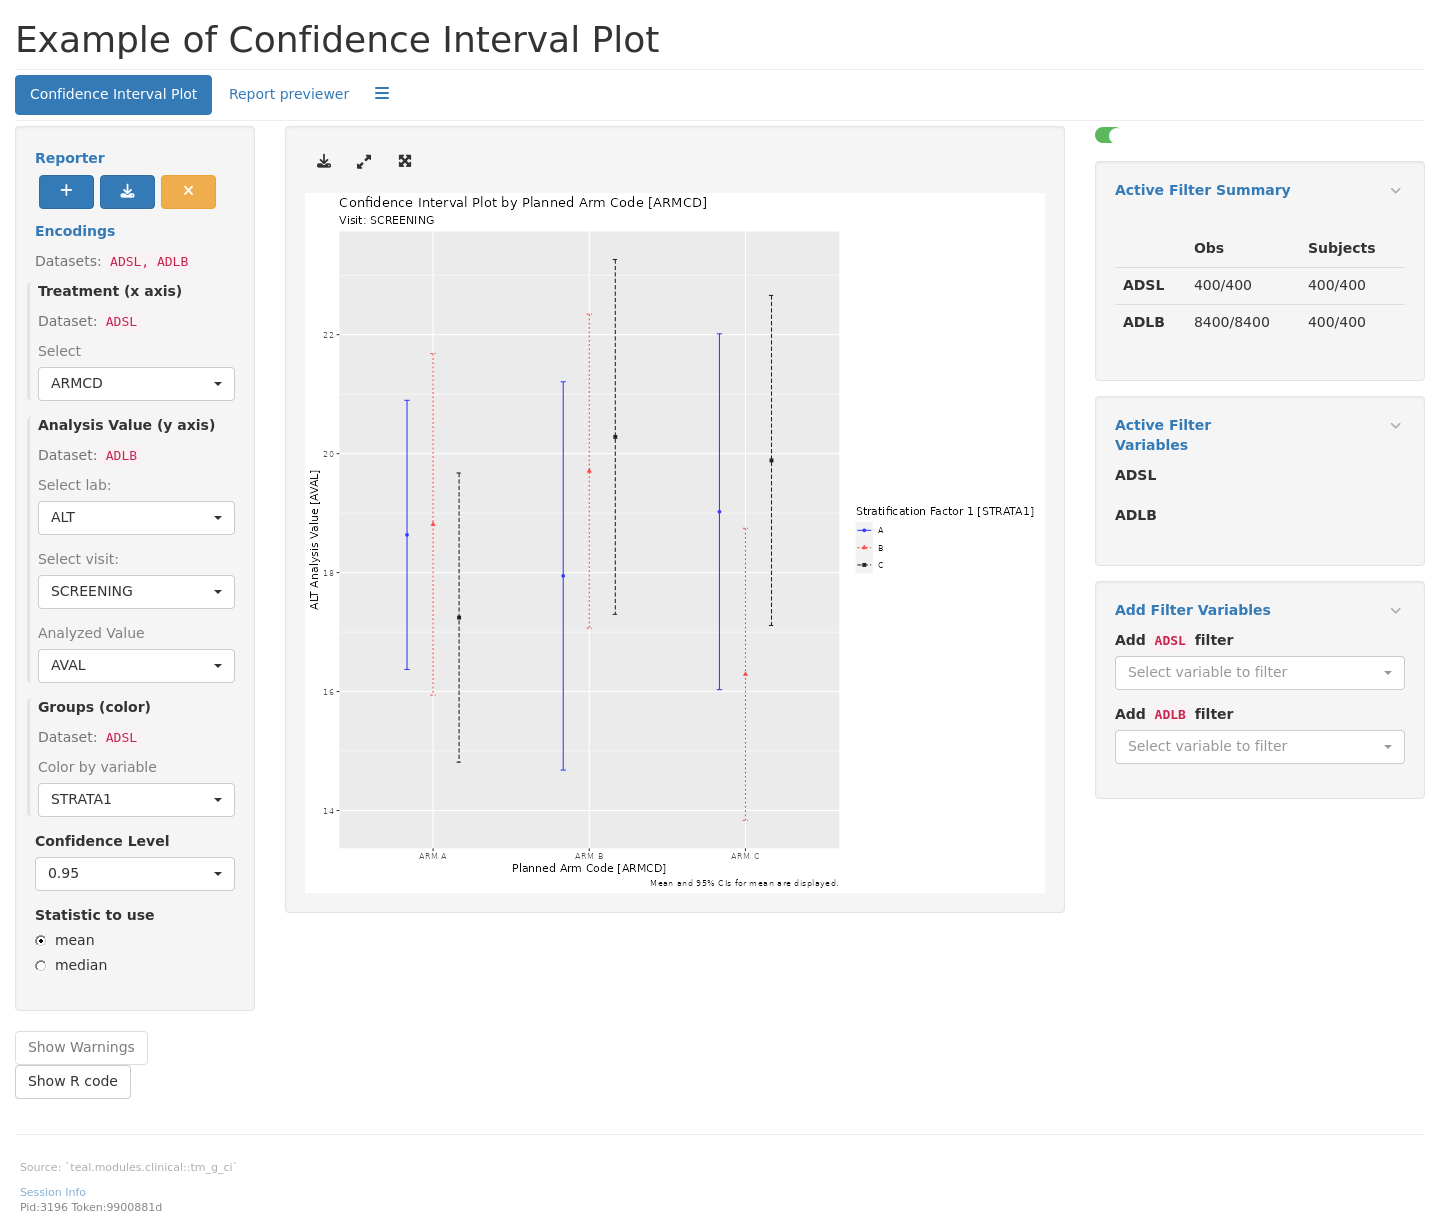 Example of Confidence Interval Plot
Confidence Interval Plot Report previewer
Reporter
Encodings
Datasets: ADSL, ADLB
Treatment (x axis)
Dataset: ADSL
Select
ARMCD
Analysis Value (y axis)
Dataset: ADLB
Select lab:
ALT
Select visit:
SCREENING
Analyzed Value
AVAL
Groups (color)
Dataset: ADSL
Color by variable
STRATA1
Confidence Level
0.95
Statistic to use
mean
median
Show Warnings
Show R code
Confidence Interval Plot by Planned Arm Code [ARMCD]
Visit: SCREENING
ALT Analysis Value [AVAL]
22
20
18
16
14
ARM A ARM B ARM C
Planned Arm Code [ARMCD]
Mean and 95% CIs for mean are displayed.
Stratification Factor 1 [STRATA1]
A
B
C
Active Filter Summary
Obs Subjects
ADSL 400/400 400/400
ADLB 8400/8400 400/400
Active Filter
Variables
ADSL
ADLB
Add Filter Variables
Add ADSL filter
Select variable to filter
Add ADLB filter
Select variable to filter
Source: `teal.modules.clinical::tm_g_ci`
Session Info
Pid:3196 Token:9900881d